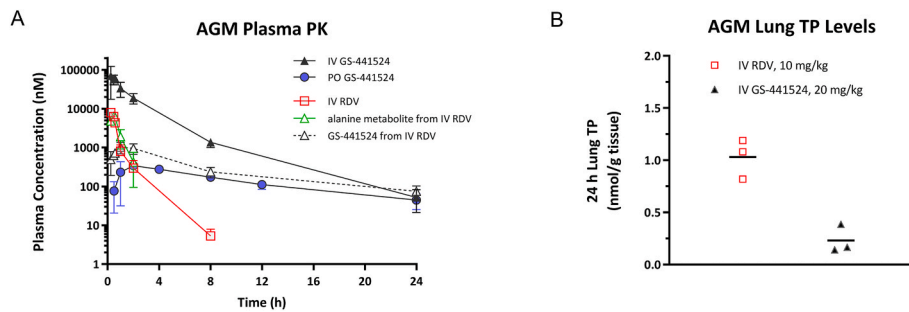 A
AGM Plasma PK
Plasma Concentration (nM)
100000
10000
1000
100
10
1
0
4
8
12
16
20
24
Time (h)
IV GS-441524
PO GS-441524
IV RDV
alanine metabolite from IV RDV
GS-441524 from IV RDV
B
AGM Lung TP Levels
24 h Lung TP
(nmol/g tissue)
2.0
1.5
1.0
0.5
0.0
IV RDV, 10 mg/kg
IV GS-441524, 20 mg/kg